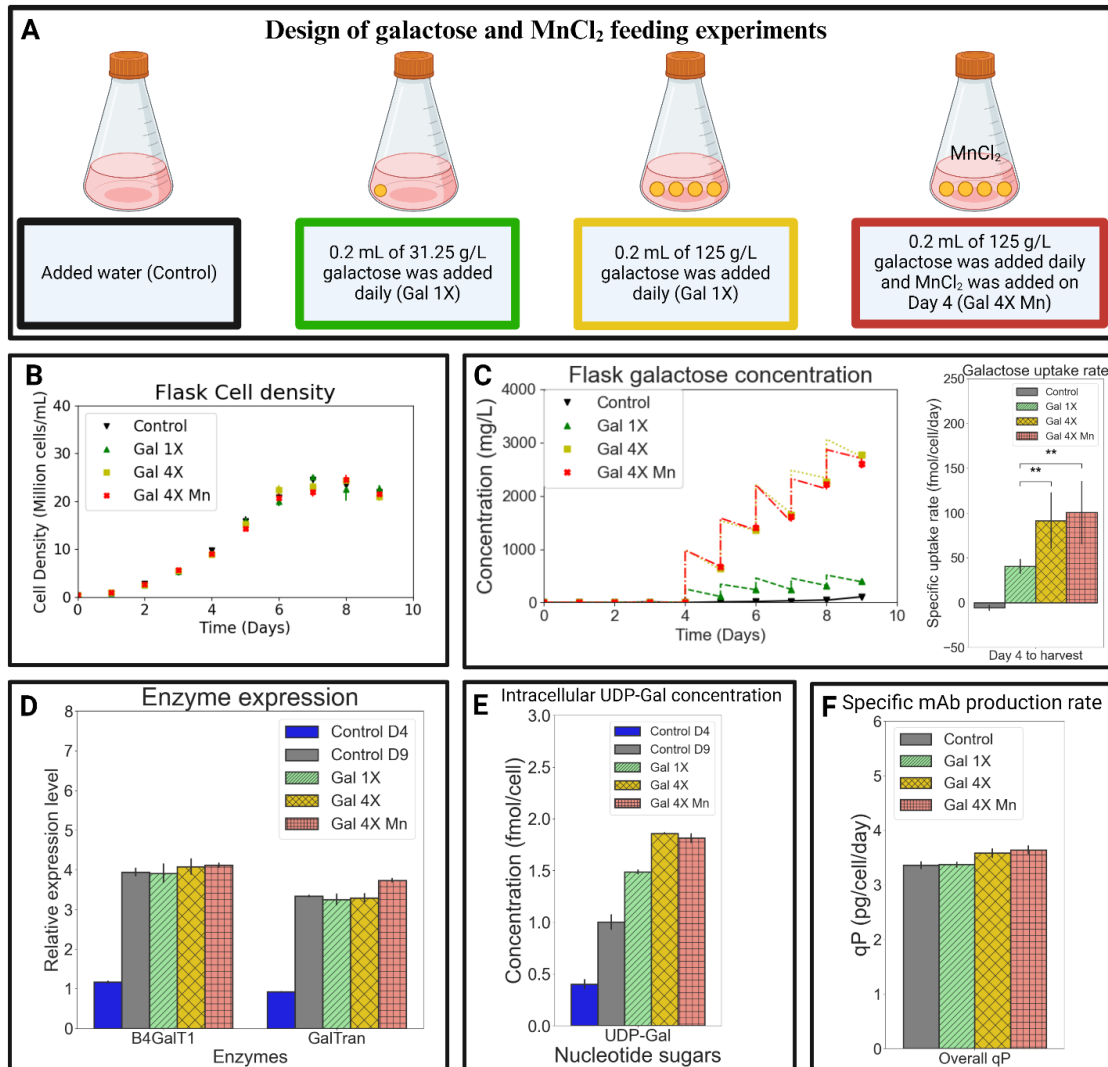 A
Design of galactose and MnCl₂ feeding experiments
MnCl₂
Added water (Control)
0.2 mL of 31.25 g/L
galactose was added
daily (Gal 1X)
0.2 mL of 125 g/L
galactose was added
daily (Gal 1X)
0.2 mL of 125 g/L
galactose was added daily
and MnCl₂ was added on
Day 4 (Gal 4X Mn)
B
Flask Cell density
Cell Density (Million cells/mL)
40
30
20
10
0
Control
Gal 1X
Gal 4X
Gal 4X Mn
0 2 4 6 8 10
Time (Days)
C
Flask galactose concentration
Concentration (mg/L)
4000
3000
2000
1000
0
Control
Gal 1X
Gal 4X
Gal 4X Mn
0 2 4 6 8 10
Time (Days)
Galactose uptake rate
Specific uptake rate (fmol/cell/day)
250
200
150
100
50
0
−50
Control
Gal 1X
Gal 4X
Gal 4X Mn
**
**
Day 4 to harvest
D
Enzyme expression
Relative expression level
8
7
6
5
4
3
2
1
0
Control D4
Control D9
Gal 1X
Gal 4X
Gal 4X Mn
B4GalT1 GalTran
Enzymes
E
Intracellular UDP-Gal concentration
Concentration (fmol/cell)
3.0
2.5
2.0
1.5
1.0
0.5
0.0
Control D4
Control D9
Gal 1X
Gal 4X
Gal 4X Mn
UDP-Gal
Nucleotide sugars
F
Specific mAb production rate
qP (pg/cell/day)
6
5
4
3
2
1
0
Control
Gal 1X
Gal 4X
Gal 4X Mn
Overall qP